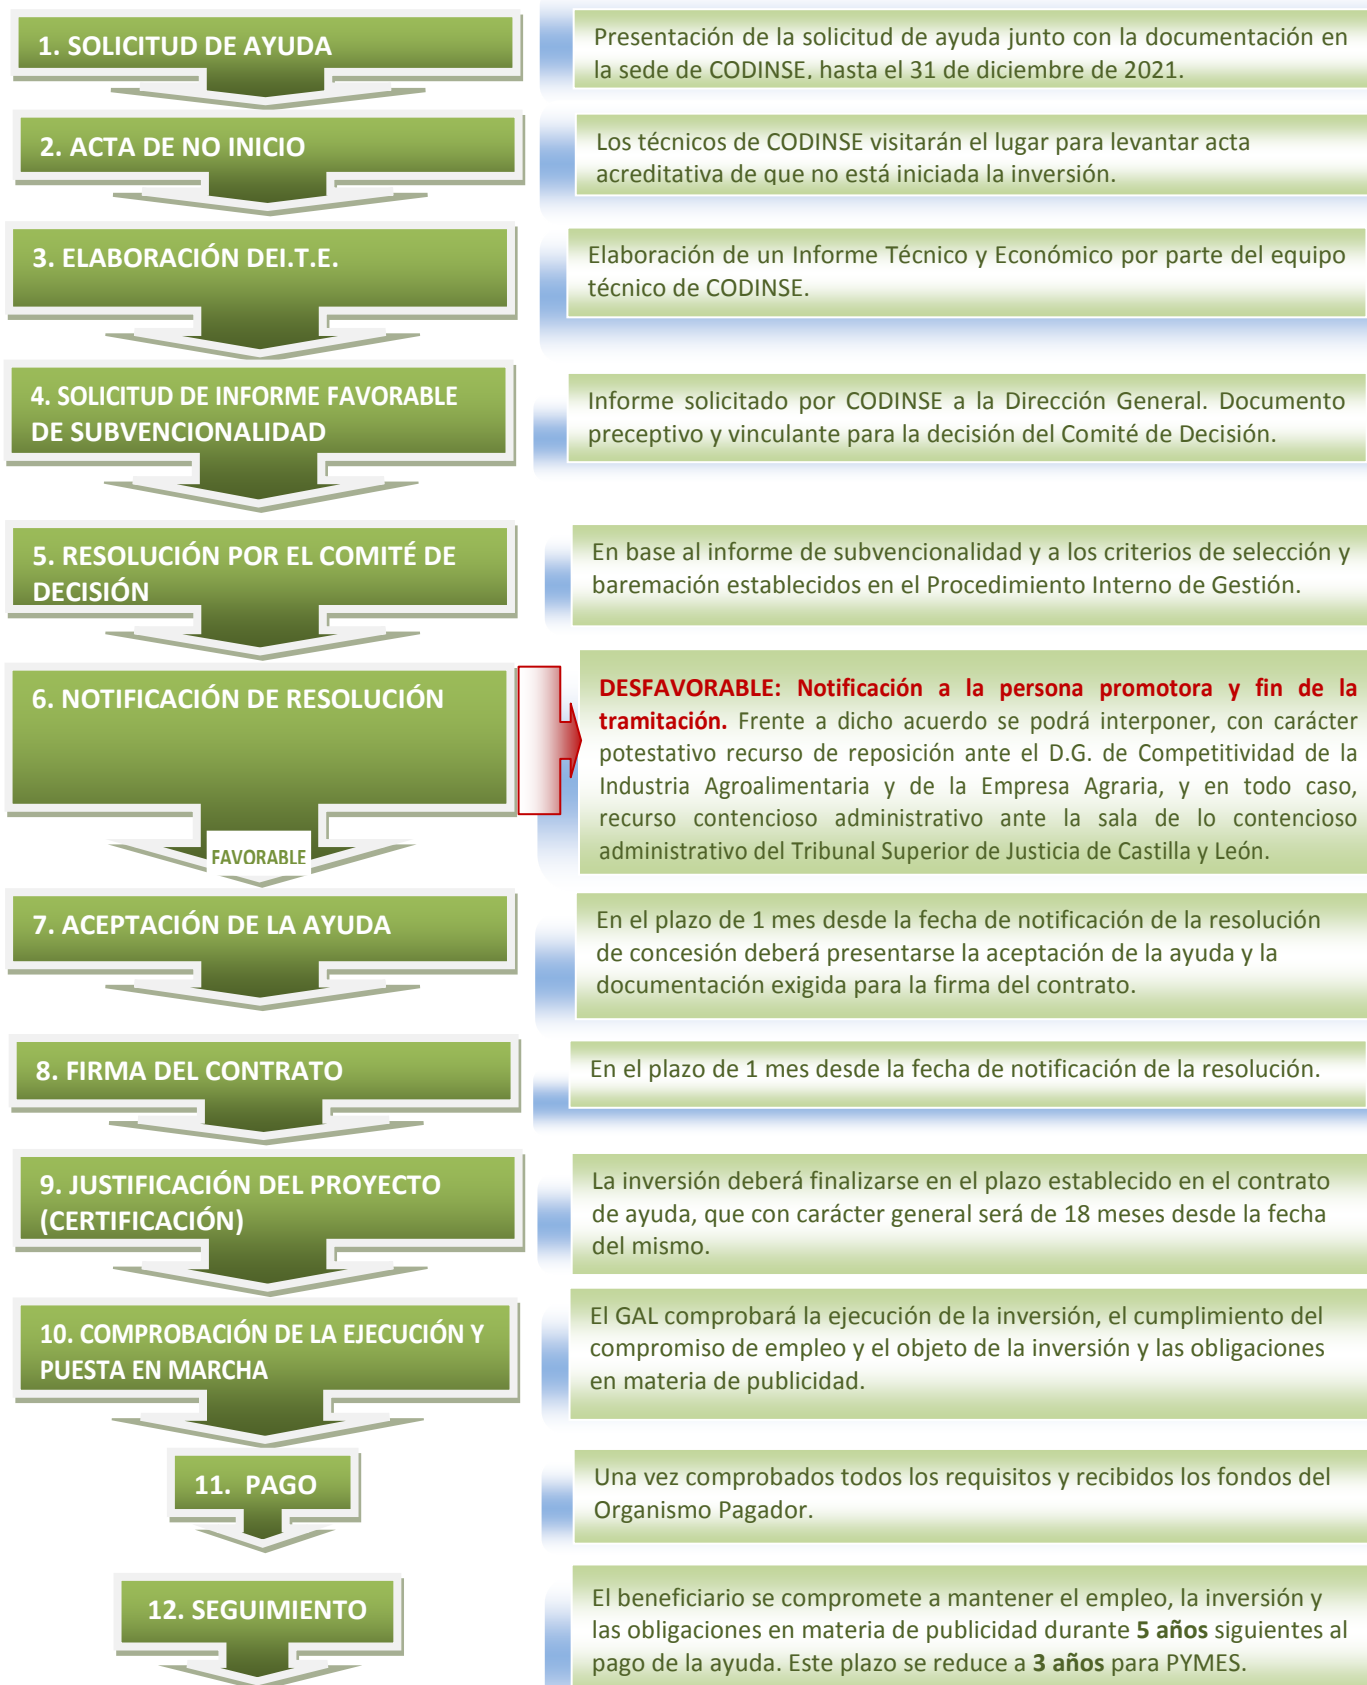 1. SOLICITUD DE AYUDA
Presentación de la solicitud de ayuda junto con la documentación en
la sede de CODINSE, hasta el 31 de diciembre de 2021.
2. ACTA DE NO INICIO
Los técnicos de CODINSE visitarán el lugar para levantar acta
acreditativa de que no está iniciada la inversión.
3. ELABORACIÓN DEI.T.E.
Elaboración de un Informe Técnico y Económico por parte del equipo
técnico de CODINSE.
4. SOLICITUD DE INFORME FAVORABLE
DE SUBVENCIONALIDAD
Informe solicitado por CODINSE a la Dirección General. Documento
preceptivo y vinculante para la decisión del Comité de Decisión.
5. RESOLUCIÓN POR EL COMITÉ DE
DECISIÓN
En base al informe de subvencionalidad y a los criterios de selección y
baremación establecidos en el Procedimiento Interno de Gestión.
6. NOTIFICACIÓN DE RESOLUCIÓN
FAVORABLE
DESFAVORABLE: Notificación a la persona promotora y fin de la
tramitación. Frente a dicho acuerdo se podrá interponer, con carácter
potestativo recurso de reposición ante el D.G. de Competitividad de la
Industria Agroalimentaria y de la Empresa Agraria, y en todo caso,
recurso contencioso administrativo ante la sala de lo contencioso
administrativo del Tribunal Superior de Justicia de Castilla y León.
7. ACEPTACIÓN DE LA AYUDA
En el plazo de 1 mes desde la fecha de notificación de la resolución
de concesión deberá presentarse la aceptación de la ayuda y la
documentación exigida para la firma del contrato.
8. FIRMA DEL CONTRATO
En el plazo de 1 mes desde la fecha de notificación de la resolución.
9. JUSTIFICACIÓN DEL PROYECTO
(CERTIFICACIÓN)
La inversión deberá finalizarse en el plazo establecido en el contrato
de ayuda, que con carácter general será de 18 meses desde la fecha
del mismo.
10. COMPROBACIÓN DE LA EJECUCIÓN Y
PUESTA EN MARCHA
El GAL comprobará la ejecución de la inversión, el cumplimiento del
compromiso de empleo y el objeto de la inversión y las obligaciones
en materia de publicidad.
11. PAGO
Una vez comprobados todos los requisitos y recibidos los fondos del
Organismo Pagador.
12. SEGUIMIENTO
El beneficiario se compromete a mantener el empleo, la inversión y
las obligaciones en materia de publicidad durante 5 años siguientes al
pago de la ayuda. Este plazo se reduce a 3 años para PYMES.